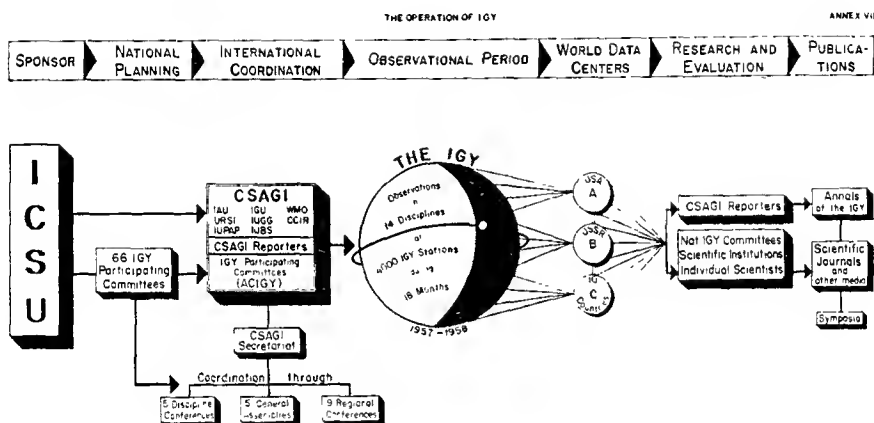 THE OPERATION OF IGY
ANNEX VII
SPONSOR
NATIONAL
PLANNING
INTERNATIONAL
COORDINATION
OBSERVATIONAL PERIOD
WORLD DATA
CENTERS
RESEARCH AND
EVALUATION
PUBLICA-
TIONS
I
C
S
U
66 IGY
Participating
Committees
CSAGI
IAU IGU WMO
URSI IUGG CCIR
IUPAP IUBS
CSAGI Reporters
IGY Participating
Committees
(ACIGY)
CSAGI
Secretariat
Coordination through
5 Discipline
Conferences
5 General
Assemblies
9 Regional
Conferences
THE IGY
Observations
in
14 Disciplines
at
4000 IGY Stations
during
18 Months
1957-1958
USA
A
USSR
B
C
Countries
CSAGI Reporters
Nat IGY Committees
Scientific Institutions
Individual Scientists
Annals
of the IGY
Scientific
Journals
and
other media
Symposia